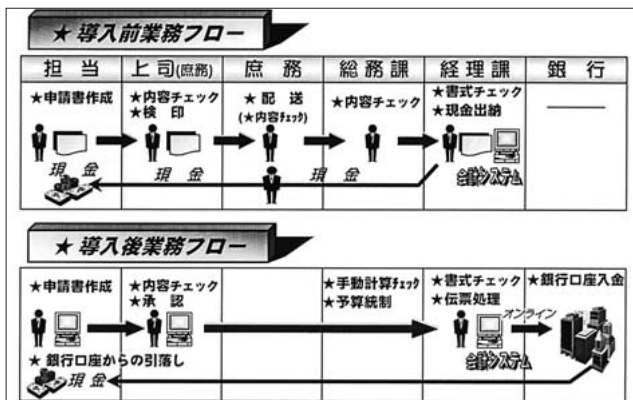 ★導入前業務フロー
担当
上司(庶務)
庶務
総務課
経理課
銀行
★申請書作成
★内容チェック
★検印
★配送
(★内容チェック)
★内容チェック
★書式チェック
★現金出納
現金
現金
現金
会計システム
★導入後業務フロー
★申請書作成
★内容チェック
★承認
★手動計算チェック
★予算統制
★書式チェック
★伝票処理
★銀行口座入金
オンライン
会計システム
★銀行口座からの引落し
現金